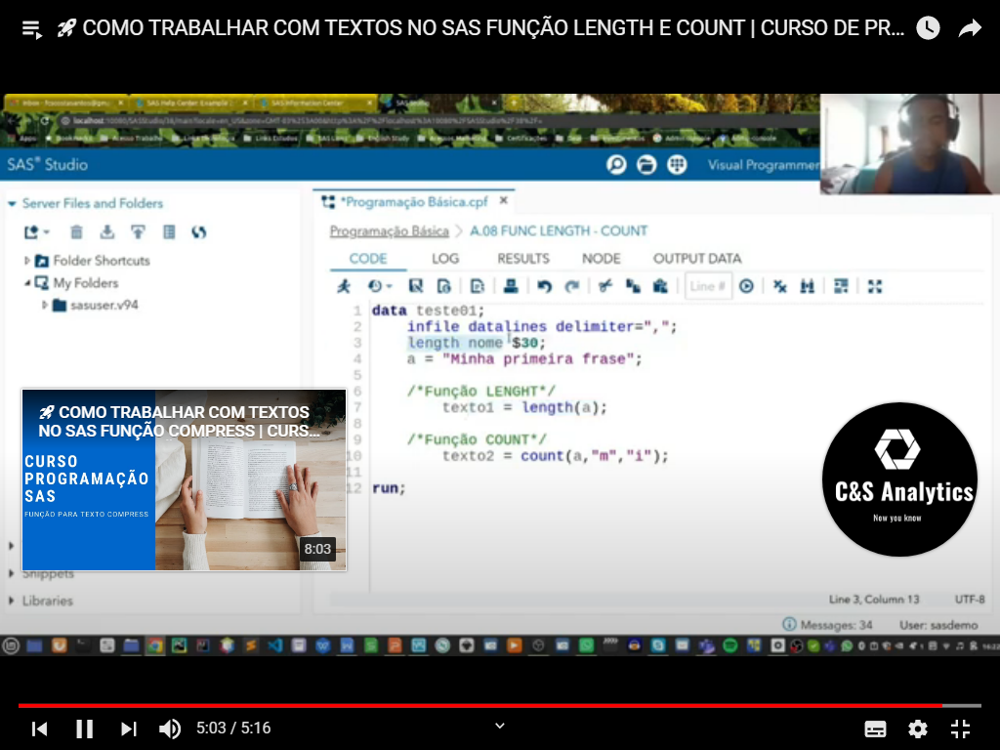 🚀 COMO TRABALHAR COM TEXTOS NO SAS FUNÇÃO LENGTH E COUNT | CURSO DE PR...
SAS® Studio
Visual Programmer
Server Files and Folders
Folder Shortcuts
My Folders
sasuser.v94
Snippets
Libraries
*Programação Básica.cpf
Programação Básica > A.08 FUNC LENGTH - COUNT
CODE LOG RESULTS NODE OUTPUT DATA
Line #
1 data teste01;
2 infile datalines delimiter=",";
3 length nome $30;
4 a = "Minha primeira frase";
5
6 /*Função LENGHT*/
7 texto1 = length(a);
8
9 /*Função COUNT*/
10 texto2 = count(a,"m","i");
11
12 run;
🚀 COMO TRABALHAR COM TEXTOS
NO SAS FUNÇÃO COMPRESS | CURS...
CURSO
PROGRAMAÇÃO
SAS
FUNÇÃO PARA TEXTO COMPRESS
8:03
C&S Analytics
Now you know
Line 3, Column 13 UTF-8
Messages: 34 User: sasdemo
16:22
5:03 / 5:16